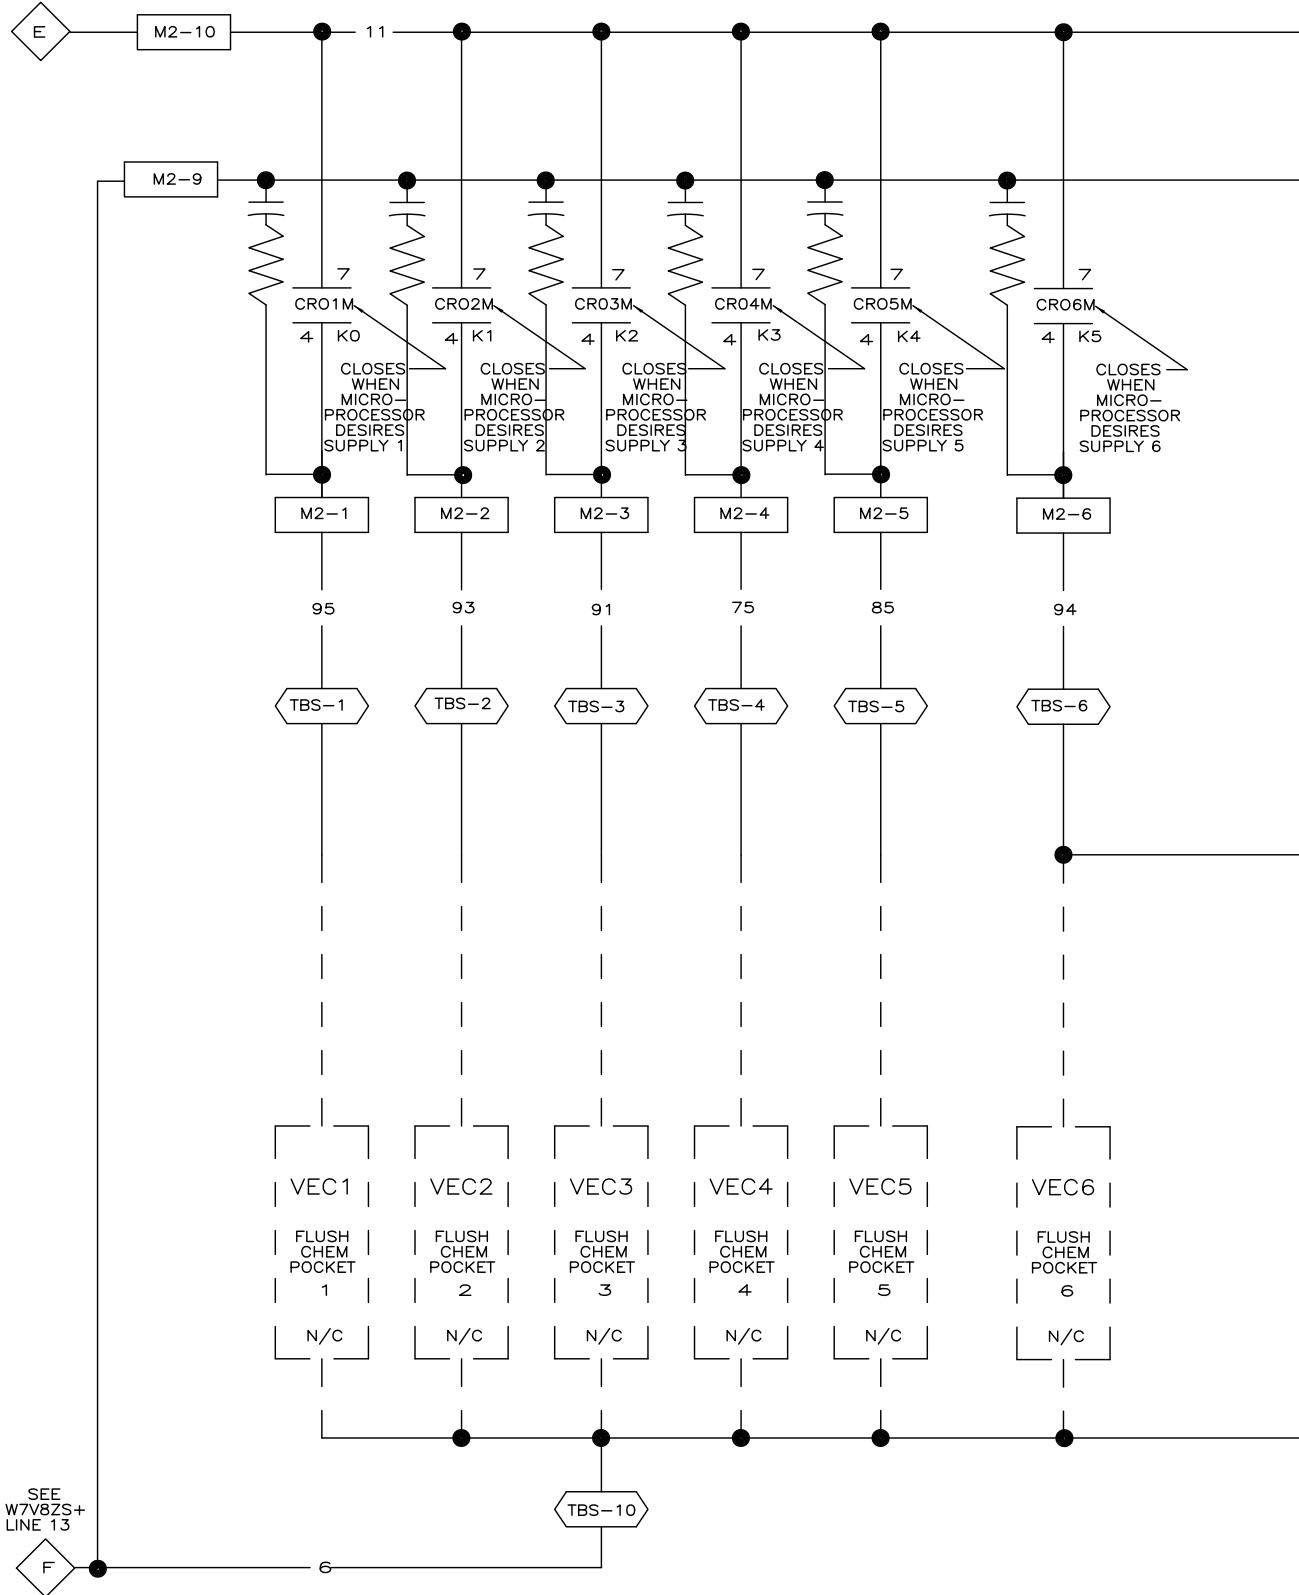 E
M2-10
11
M2-9
7
7
7
7
7
7
CR01M
CR02M
CR03M
CR04M
CR05M
CR06M
4 K0
4 K1
4 K2
4 K3
4 K4
4 K5
CLOSES
WHEN
MICRO-
PROCESSOR
DESIRES
SUPPLY 1
CLOSES
WHEN
MICRO-
PROCESSOR
DESIRES
SUPPLY 2
CLOSES
WHEN
MICRO-
PROCESSOR
DESIRES
SUPPLY 3
CLOSES
WHEN
MICRO-
PROCESSOR
DESIRES
SUPPLY 4
CLOSES
WHEN
MICRO-
PROCESSOR
DESIRES
SUPPLY 5
CLOSES
WHEN
MICRO-
PROCESSOR
DESIRES
SUPPLY 6
M2-1
M2-2
M2-3
M2-4
M2-5
M2-6
95
93
91
75
85
94
TBS-1
TBS-2
TBS-3
TBS-4
TBS-5
TBS-6
VEC1
FLUSH
CHEM
POCKET
1
N/C
VEC2
FLUSH
CHEM
POCKET
2
N/C
VEC3
FLUSH
CHEM
POCKET
3
N/C
VEC4
FLUSH
CHEM
POCKET
4
N/C
VEC5
FLUSH
CHEM
POCKET
5
N/C
VEC6
FLUSH
CHEM
POCKET
6
N/C
SEE
W7V8ZS+
LINE 13
TBS-10
F
6